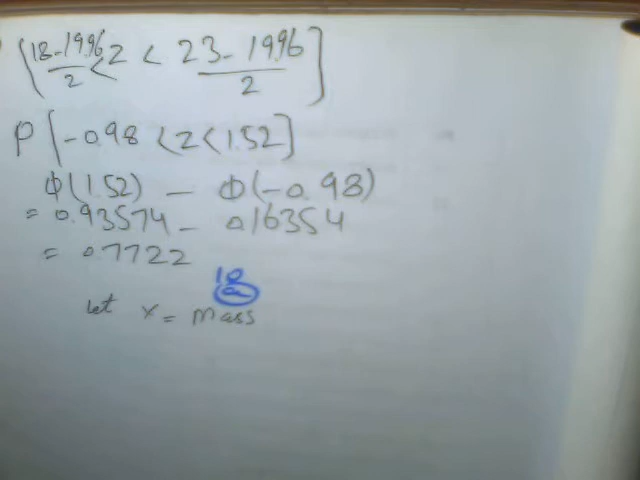 (18-19.96/2 < Z < 23-19.96/2]
P[-0.98 < Z < 1.52]
Φ(1.52) - Φ(-0.98)
= 0.93574 - 0.16354
= 0.7722
10
(a)
Let x = mass